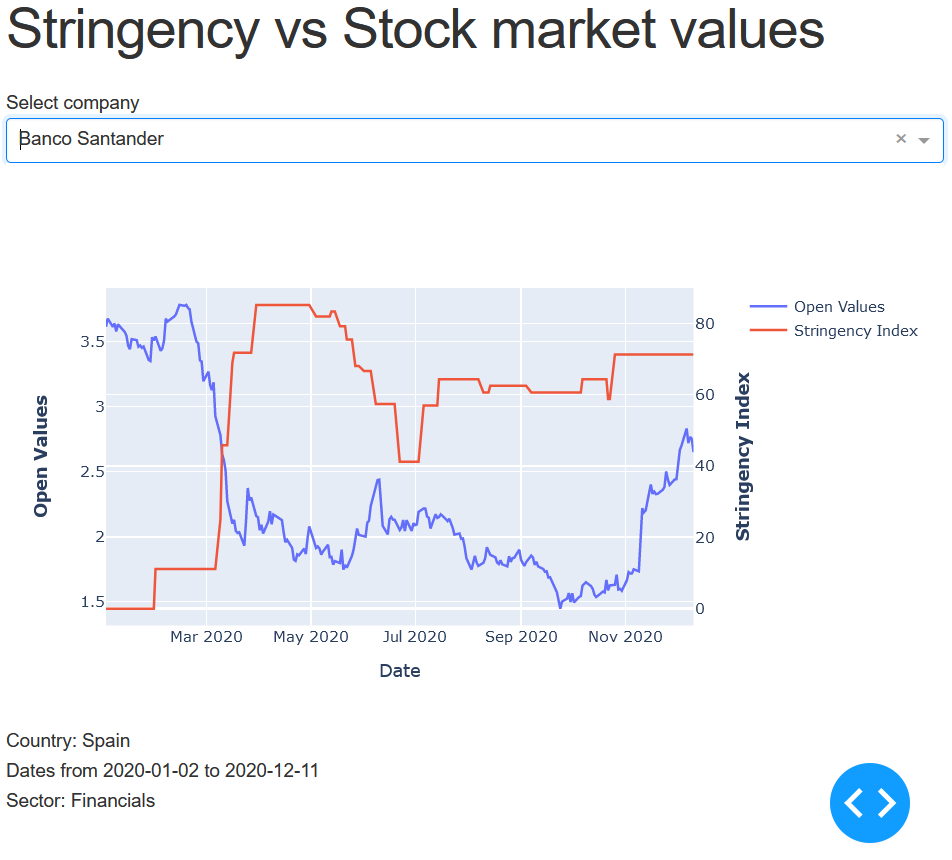 Stringency vs Stock market values
Select company
Banco Santander
Open Values
Stringency Index
3.5
3
2.5
2
1.5
80
60
40
20
0
Open Values
Stringency Index
Mar 2020 May 2020 Jul 2020 Sep 2020 Nov 2020
Date
Country: Spain
Dates from 2020-01-02 to 2020-12-11
Sector: Financials